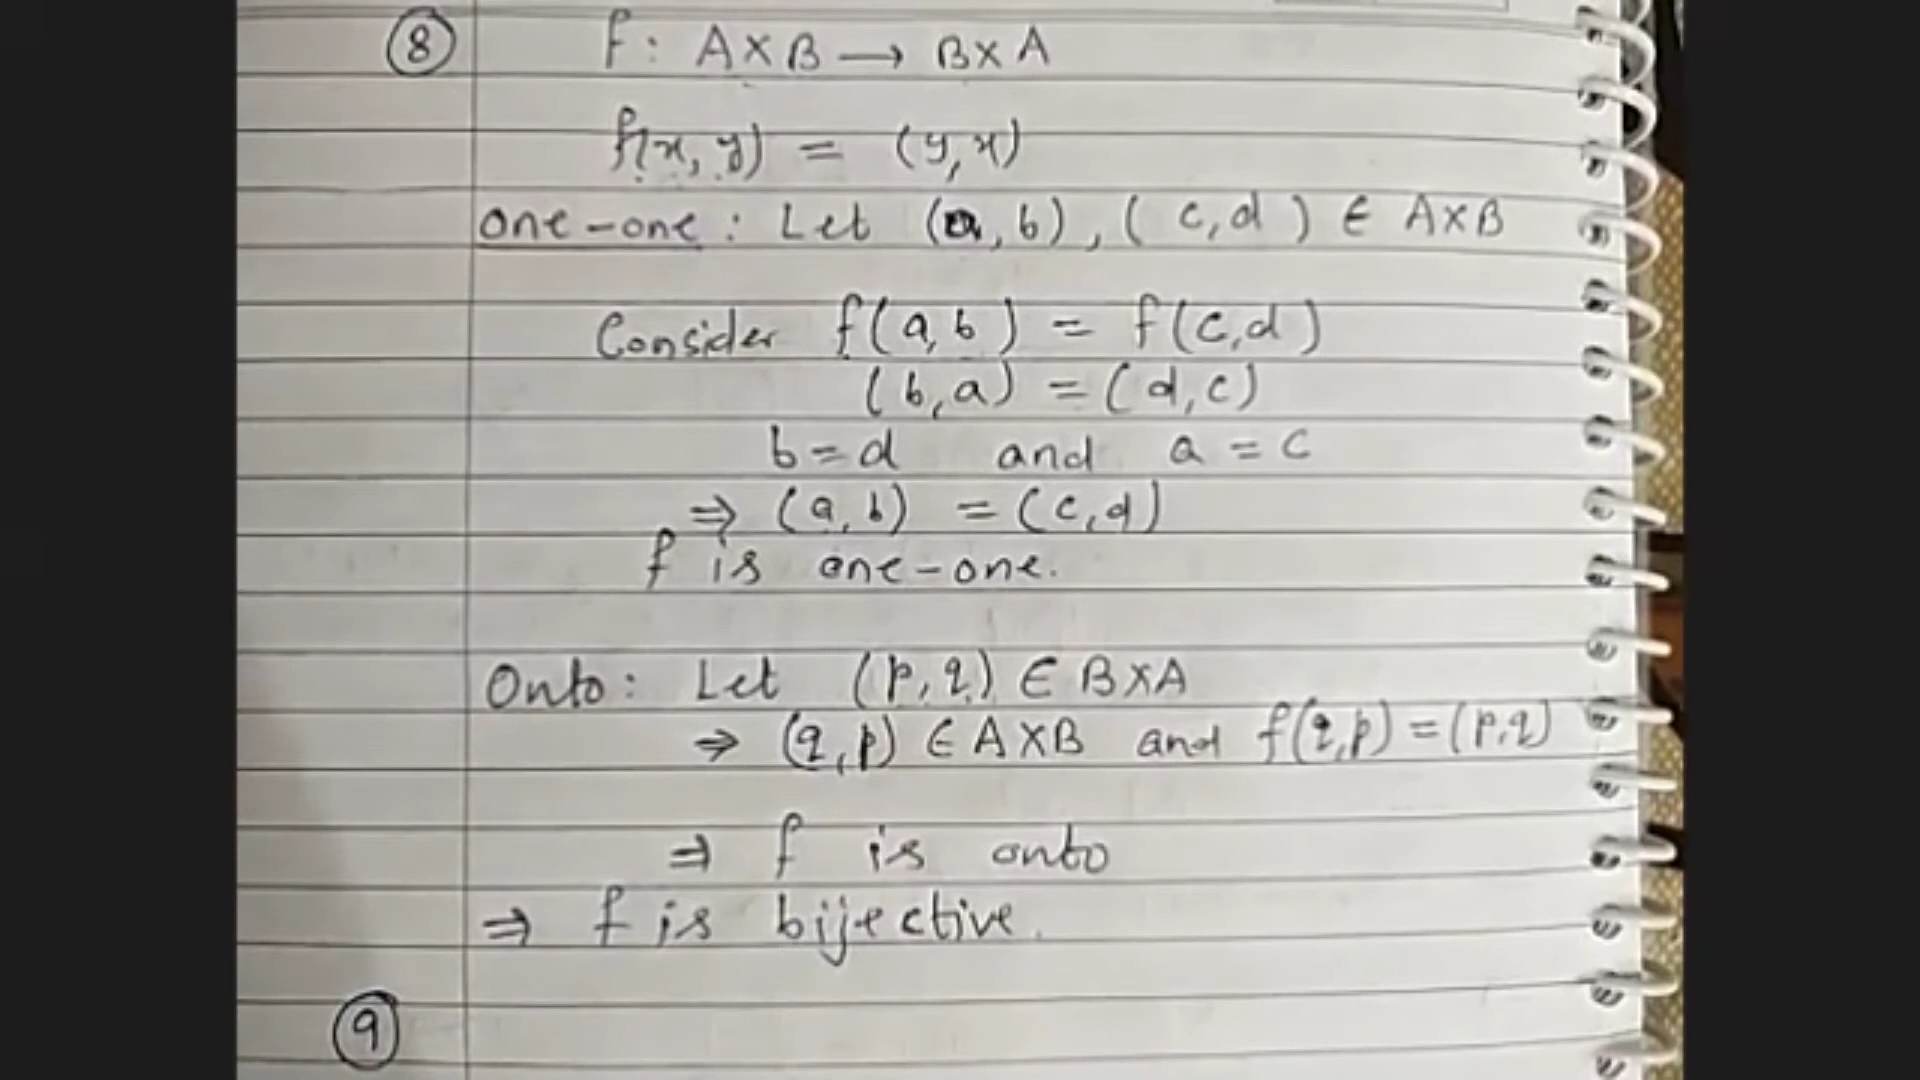 ⑧ f: A×B → B×A
f(x, y) = (y, x)
one-one: Let (a, b), (c, d) ∈ A×B
Consider f(a, b) = f(c, d)
(b, a) = (d, c)
b = d and a = c
⇒ (a, b) = (c, d)
f is one-one.
Onto: Let (p, q) ∈ B×A
⇒ (q, p) ∈ A×B and f(q, p) = (p, q)
⇒ f is onto
⇒ f is bijective.
⑨